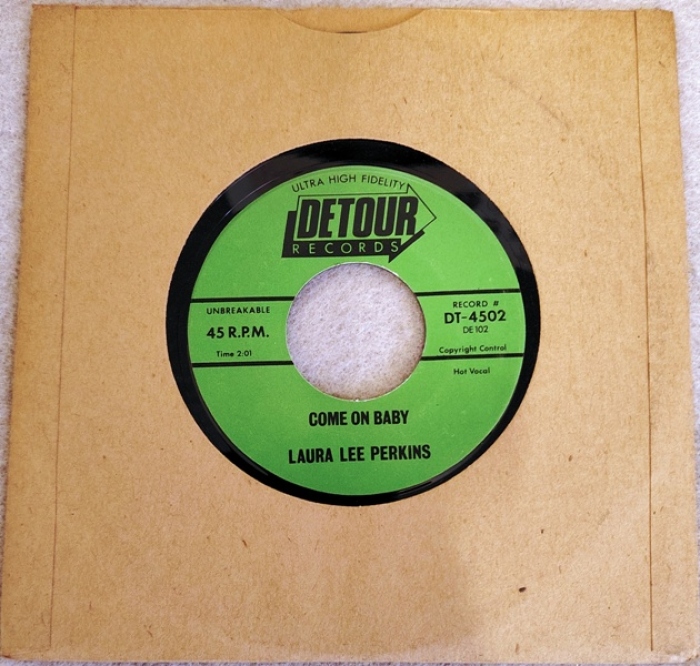 ULTRA HIGH FIDELITY
DETOUR
RECORDS
UNBREAKABLE
45 R.P.M.
Time 2:01
RECORD #
DT-4502
DE 102
Copyright Control
Hot Vocal
COME ON BABY
LAURA LEE PERKINS